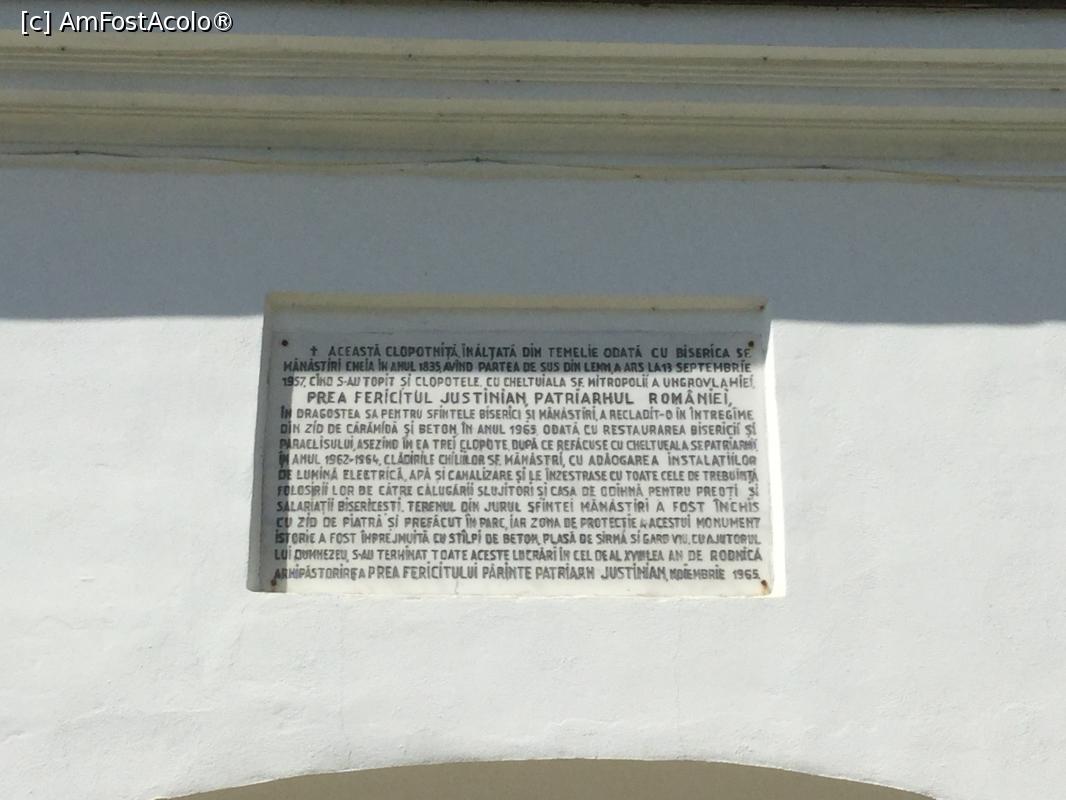 [c] AmFostAcolo®
† ACEASTĂ CLOPOTNIȚĂ, ÎNĂLȚATĂ DIN TEMELIE ODATĂ CU BISERICA SF.
MĂNĂSTIRI CHEIA ÎN ANUL 1835, AVÎND PARTEA DE SUS DIN LEMN, A ARS LA 13 SEPTEMBRIE
1957, CÎND S-AU TOPIT ȘI CLOPOTELE. CU CHELTUIALA SF. MITROPOLII A UNGROVLAHIEI,
PREA FERICITUL JUSTINIAN, PATRIARHUL ROMÂNIEI,
ÎN DRAGOSTEA SA PENTRU SFINTELE BISERICI ȘI MĂNĂSTIRI, A RECLĂDIT-O ÎN ÎNTREGIME
DIN ZID DE CĂRĂMIDĂ ȘI BETON, ÎN ANUL 1965, ODATĂ CU RESTAURAREA BISERICII ȘI
PARACLISULUI, AȘEZÎND ÎN EA TREI CLOPOTE DUPĂ CE REFĂCUSE CU CHELTUEALA SF. PATRIARHII
ÎN ANUL 1962-1964, CLĂDIRILE CHILIILOR SF. MĂNĂSTRI, CU ADĂOGAREA INSTALAȚIILOR
DE LUMINĂ ELECTRICĂ, APĂ ȘI CANALIZARE ȘI LE ÎNZESTRASE CU TOATE CELE DE TREBUINȚĂ
FOLOSIRII LOR DE CĂTRE CĂLUGĂRII SLUJITORI ȘI CASA DE ODIHNĂ PENTRU PREOȚI ȘI
SALARIAȚII BISERICEȘTI. TERENUL DIN JURUL SFINTEI MĂNĂSTIRI A FOST ÎNCHIS
CU ZID DE PIATRĂ ȘI PREFĂCUT ÎN PARC, IAR ZONA DE PROTECȚIE A ACESTUI MONUMENT
ISTORIC A FOST ÎMPREJMUITĂ CU STÎLPI DE BETON, PLASĂ DE SÎRMĂ ȘI GARD VIU. CU AJUTORUL
LUI DUMNEZEU, S-AU TERMINAT TOATE ACESTE LUCRĂRI ÎN CEL DE AL XVIII-LEA AN DE RODNICĂ
ARHIPĂSTORIRE A PREA FERICITULUI PĂRINTE PATRIARH JUSTINIAN, NOIEMBRIE 1965.